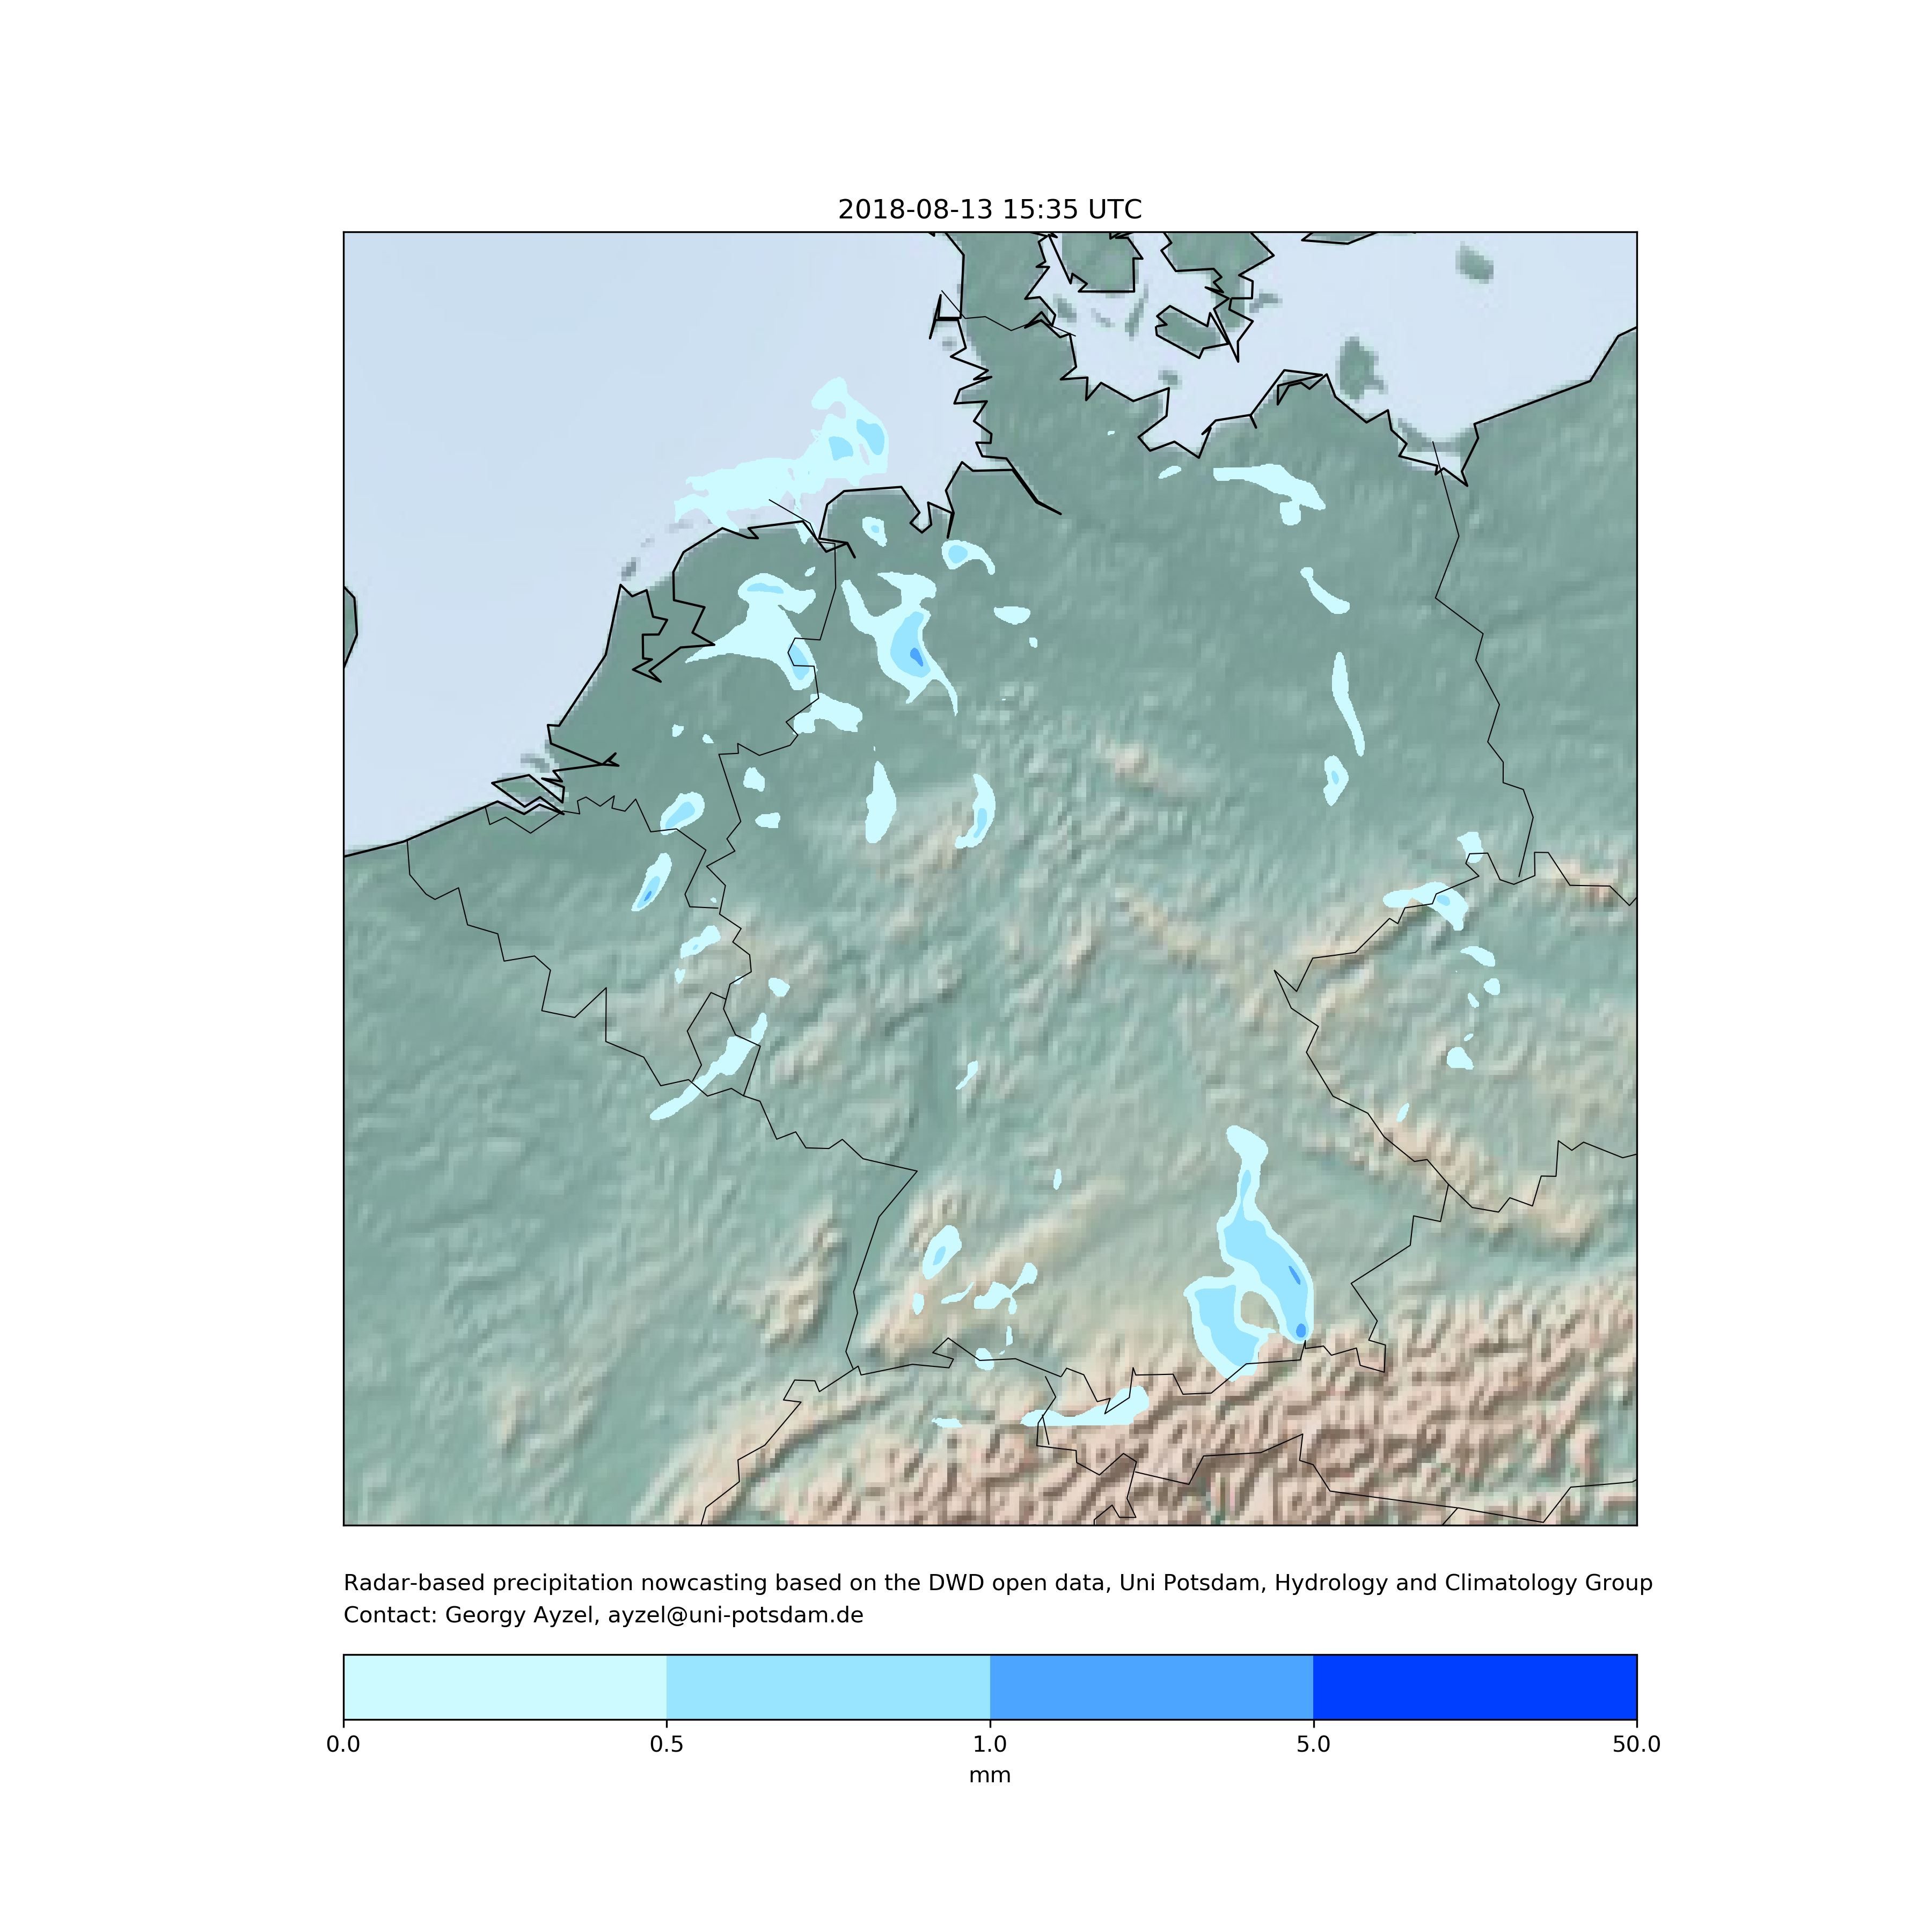 2018-08-13 15:35 UTC
Radar-based precipitation nowcasting based on the DWD open data, Uni Potsdam, Hydrology and Climatology Group
Contact: Georgy Ayzel, ayzel@uni-potsdam.de
0.0 0.5 1.0 5.0 50.0
mm